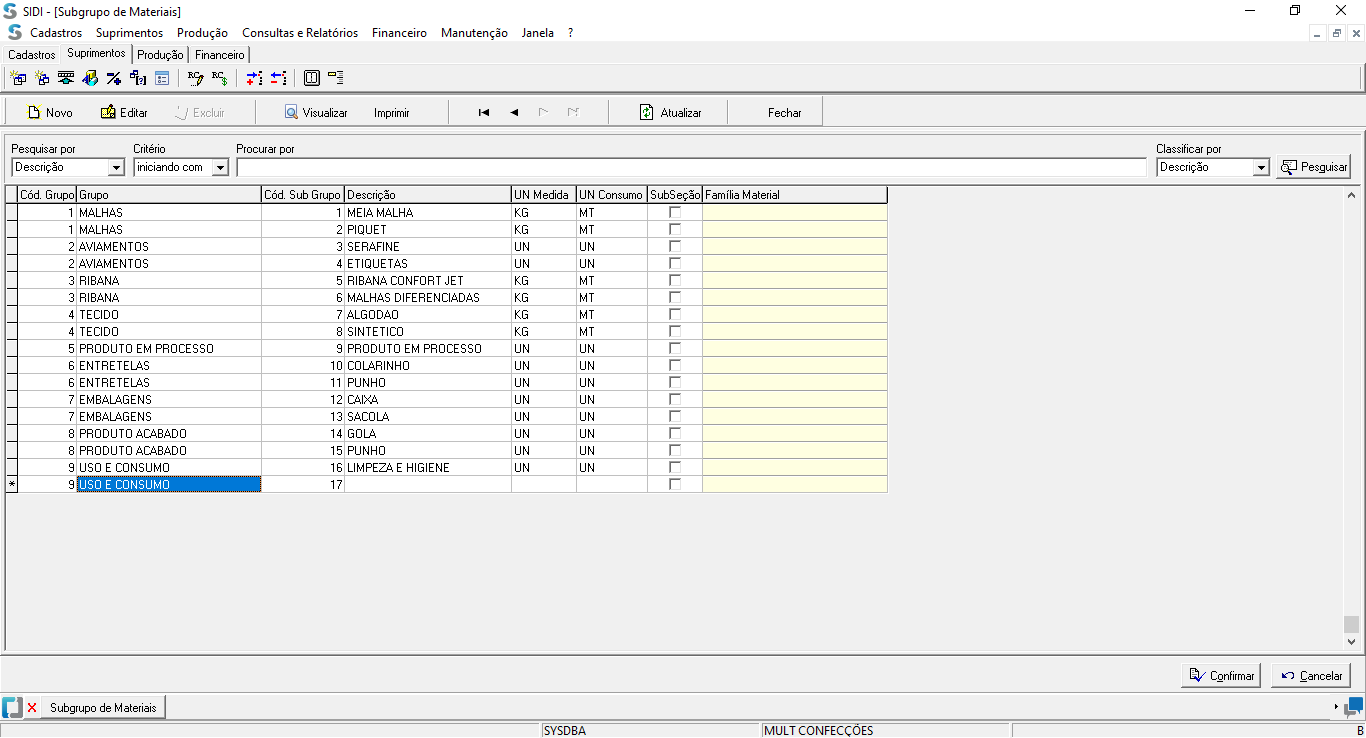 SIDI - [Subgrupo de Materiais]
Cadastros Suprimentos Produção Consultas e Relatórios Financeiro Manutenção Janela ?
Cadastros Suprimentos Produção Financeiro
Novo Editar Excluir Visualizar Imprimir Atualizar Fechar
Pesquisar por Critério Procurar por Classificar por
Descrição iniciando com Descrição Pesquisar
Cód. Grupo Grupo Cód. Sub Grupo Descrição UN Medida UN Consumo SubSeção Família Material
1 MALHAS 1 MEIA MALHA KG MT
1 MALHAS 2 PIQUET KG MT
2 AVIAMENTOS 3 SERAFINE UN UN
2 AVIAMENTOS 4 ETIQUETAS UN UN
3 RIBANA 5 RIBANA CONFORT JET KG MT
3 RIBANA 6 MALHAS DIFERENCIADAS KG MT
4 TECIDO 7 ALGODAO KG MT
4 TECIDO 8 SINTETICO KG MT
5 PRODUTO EM PROCESSO 9 PRODUTO EM PROCESSO UN UN
6 ENTRETELAS 10 COLARINHO UN UN
6 ENTRETELAS 11 PUNHO UN UN
7 EMBALAGENS 12 CAIXA UN UN
7 EMBALAGENS 13 SACOLA UN UN
8 PRODUTO ACABADO 14 GOLA UN UN
8 PRODUTO ACABADO 15 PUNHO UN UN
9 USO E CONSUMO 16 LIMPEZA E HIGIENE UN UN
* 9 USO E CONSUMO 17
Confirmar Cancelar
Subgrupo de Materiais
SYSDBA MULT CONFECÇÕES B